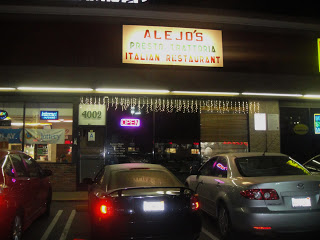 ALEJO'S
PRESTO TRATTORIA
ITALIAN RESTAURANT
4002
OPEN